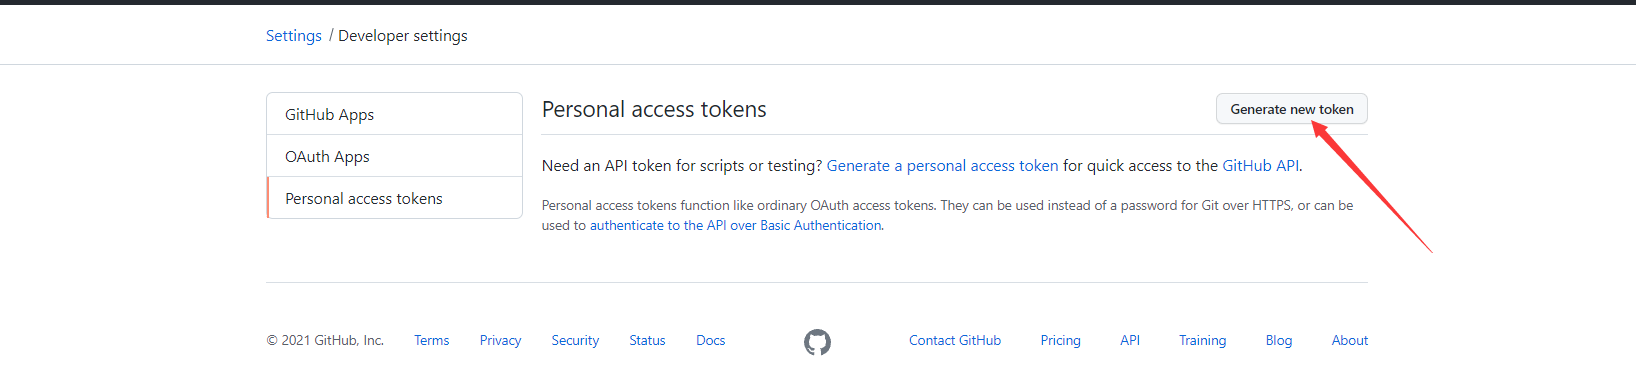 Settings / Developer settings
GitHub Apps
OAuth Apps
Personal access tokens
Personal access tokens
Generate new token
Need an API token for scripts or testing? Generate a personal access token for quick access to the GitHub API.
Personal access tokens function like ordinary OAuth access tokens. They can be used instead of a password for Git over HTTPS, or can be
used to authenticate to the API over Basic Authentication.
© 2021 GitHub, Inc. Terms Privacy Security Status Docs Contact GitHub Pricing API Training Blog About